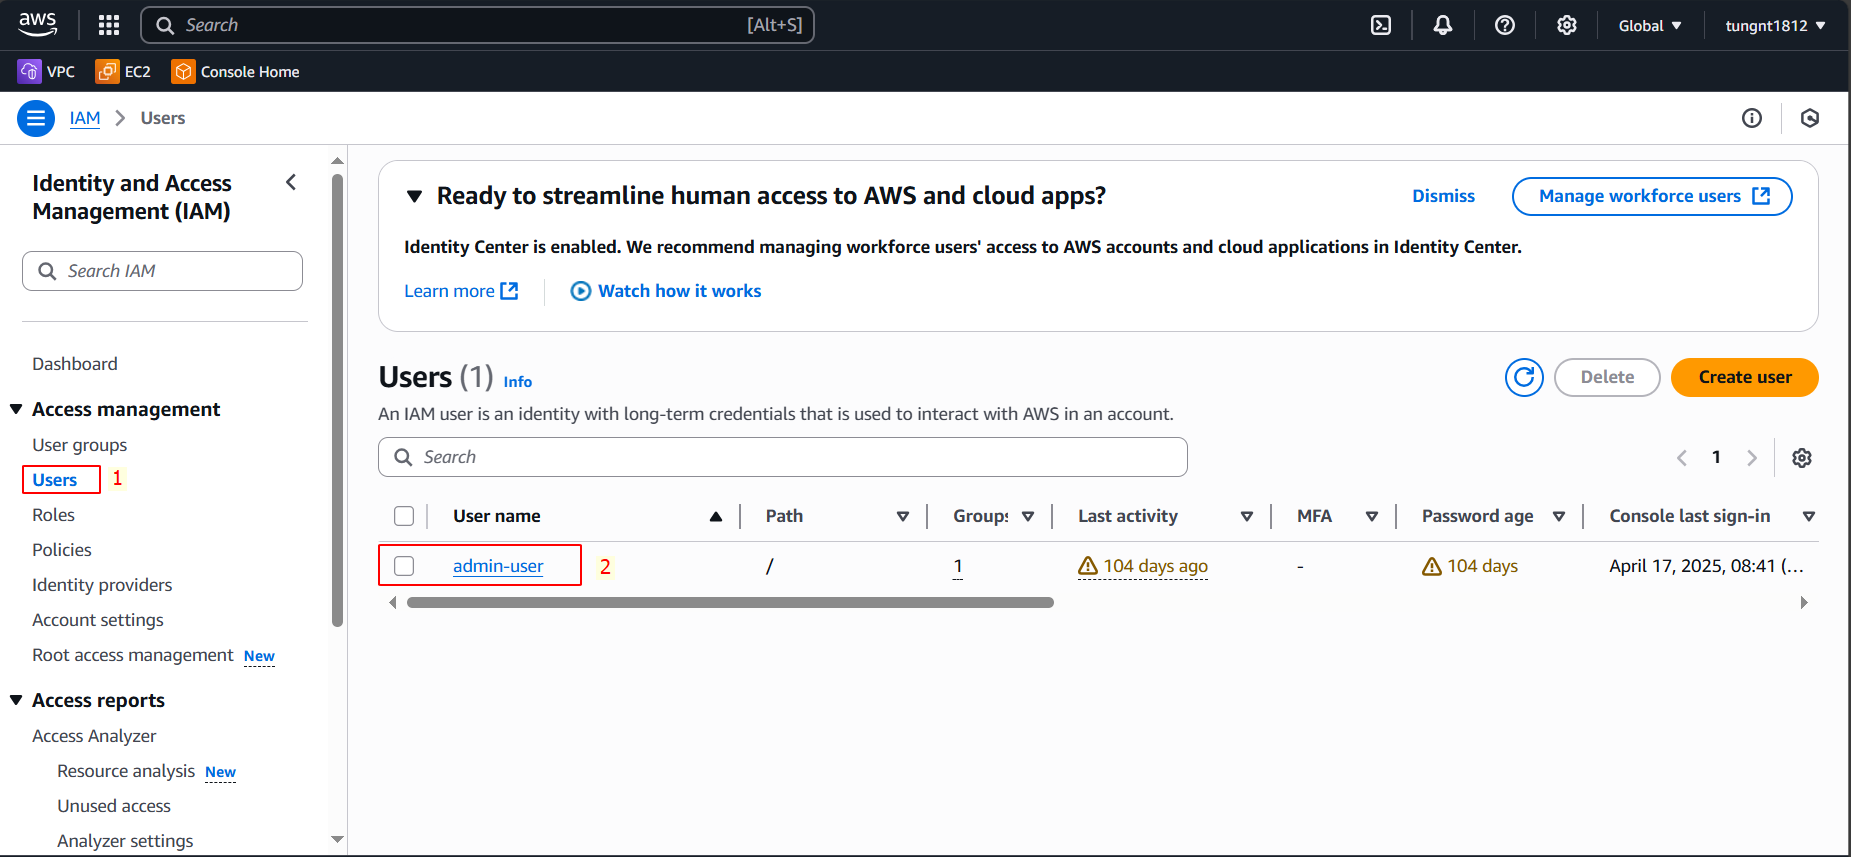 aws
Search [Alt+S]
Global ▼
tungnt1812 ▼
VPC
EC2
Console Home
IAM > Users
Identity and Access
Management (IAM)
Search IAM
Dashboard
Access management
User groups
Users 1
Roles
Policies
Identity providers
Account settings
Root access management New
Access reports
Access Analyzer
Resource analysis New
Unused access
Analyzer settings
Ready to streamline human access to AWS and cloud apps?
Dismiss
Manage workforce users
Identity Center is enabled. We recommend managing workforce users' access to AWS accounts and cloud applications in Identity Center.
Learn more
Watch how it works
Users (1) Info
Delete
Create user
An IAM user is an identity with long-term credentials that is used to interact with AWS in an account.
Search
1
User name Path Groups Last activity MFA Password age Console last sign-in
admin-user 2 / 1 104 days ago - 104 days April 17, 2025, 08:41 (...